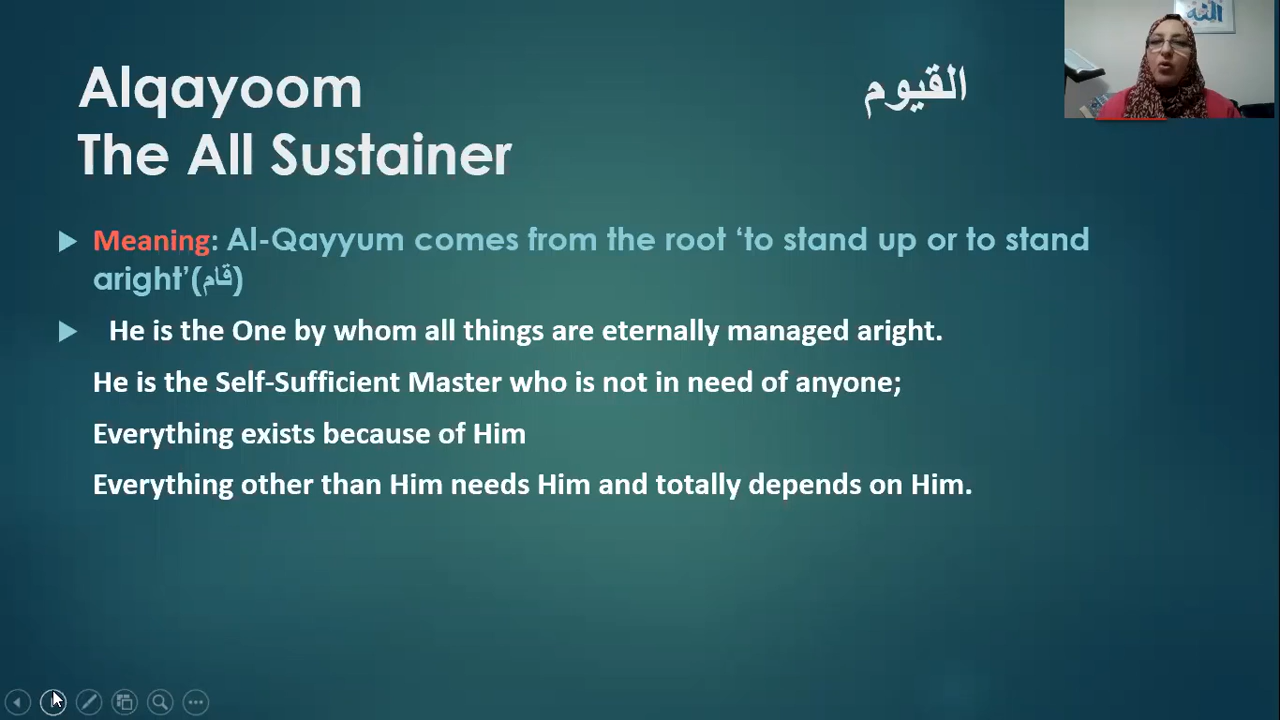 Alqayoom
القيوم
The All Sustainer
Meaning: Al-Qayyum comes from the root ‘to stand up or to stand
aright’(قام)
He is the One by whom all things are eternally managed aright.
He is the Self-Sufficient Master who is not in need of anyone;
Everything exists because of Him
Everything other than Him needs Him and totally depends on Him.
الله